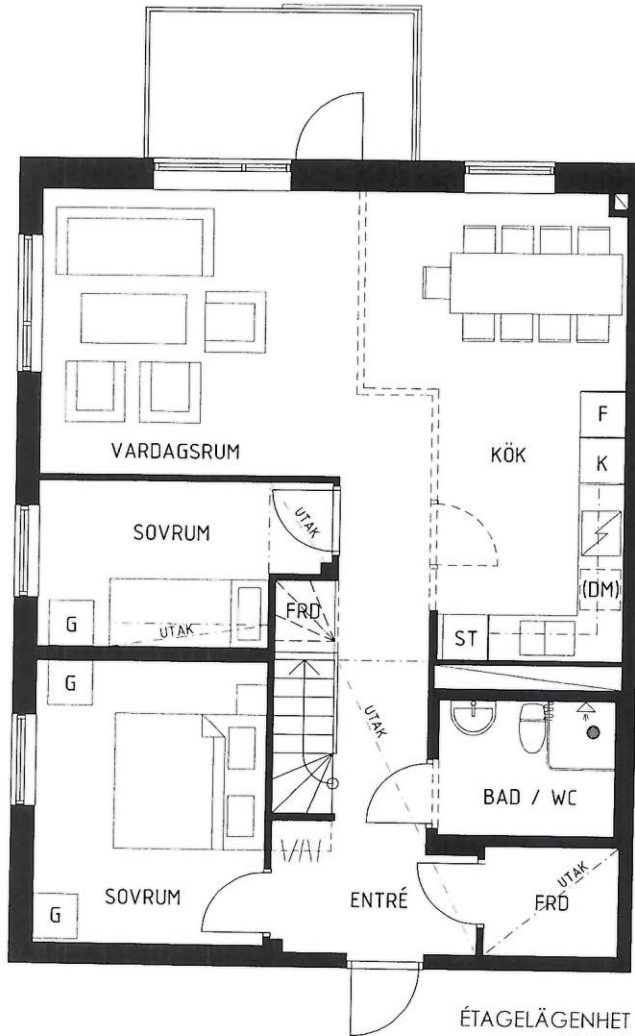 F
VARDAGSRUM
KÖK
K
SOVRUM
UTAK
(DM)
G
UTAK
FRD
ST
G
UTAK
BAD / WC
G
SOVRUM
ENTRÉ
FRD
UTAK
ÉTAGELÄGENHET